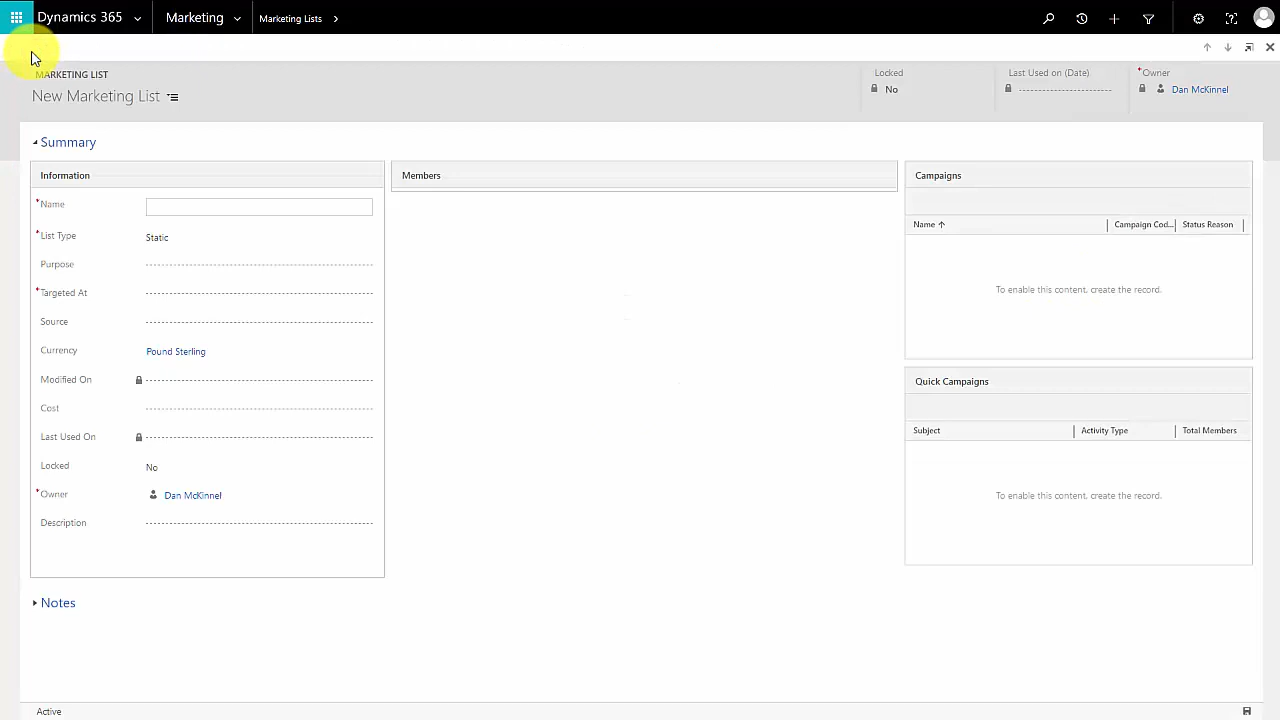 Dynamics 365
Marketing
Marketing Lists
MARKETING LIST
New Marketing List
Locked
No
Last Used on (Date)
*Owner
Dan McKinnel
Summary
Information
*Name
*List Type
Static
Purpose
*Targeted At
Source
Currency
Pound Sterling
Modified On
Cost
Last Used On
Locked
No
*Owner
Dan McKinnel
Description
Members
Campaigns
Name
Campaign Cod...
Status Reason
To enable this content, create the record.
Quick Campaigns
Subject
Activity Type
Total Members
To enable this content, create the record.
Notes
Active